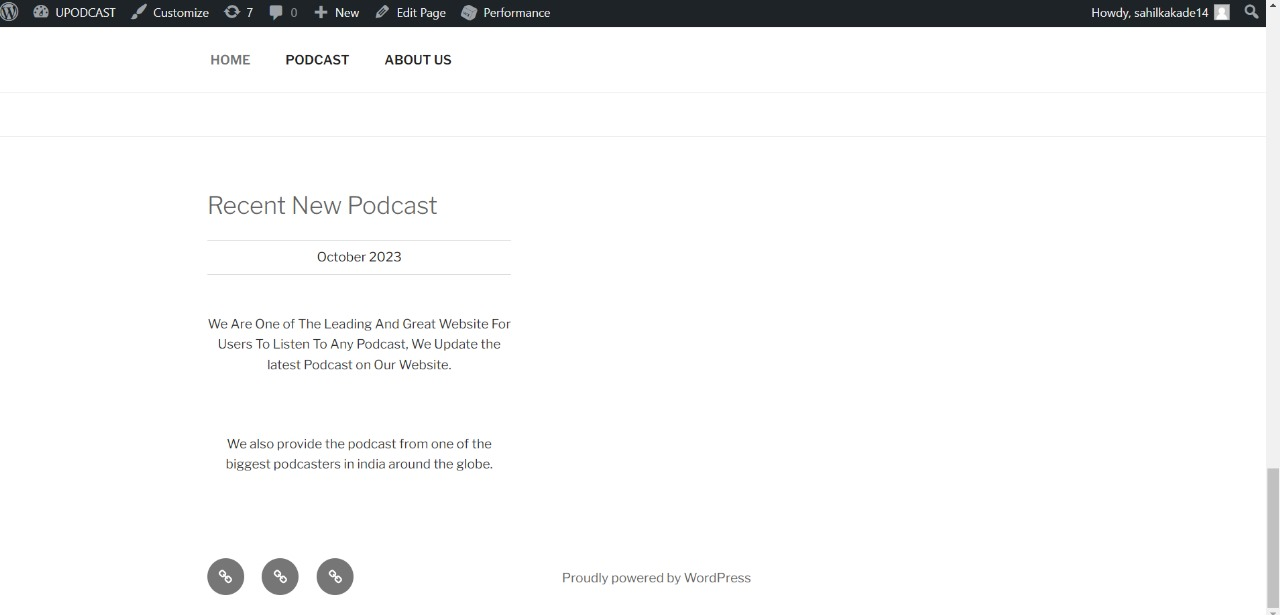 UPODCAST Customize 7 0 New Edit Page Performance Howdy, sahilkakade14
HOME PODCAST ABOUT US
Recent New Podcast
October 2023
We Are One of The Leading And Great Website For
Users To Listen To Any Podcast, We Update the
latest Podcast on Our Website.
We also provide the podcast from one of the
biggest podcasters in india around the globe.
Proudly powered by WordPress